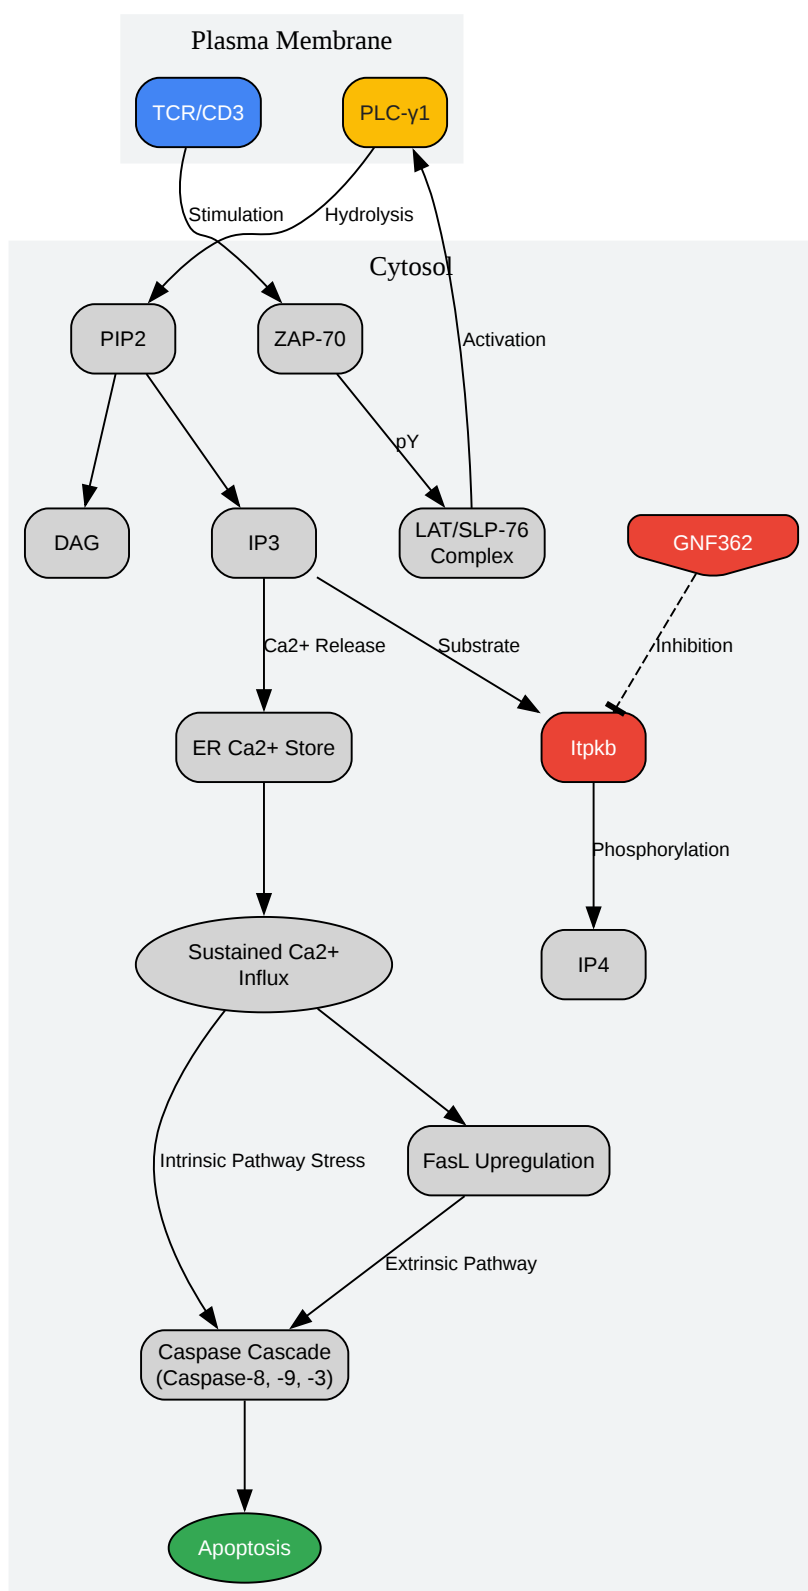 Plasma Membrane
TCR/CD3
PLC-γ1
Stimulation
Hydrolysis
Cytosol
PIP2
ZAP-70
Activation
pY
DAG
IP3
LAT/SLP-76
Complex
GNF362
Ca2+ Release
Substrate
Inhibition
ER Ca2+ Store
Itpkb
Phosphorylation
Sustained Ca2+
Influx
IP4
Intrinsic Pathway Stress
FasL Upregulation
Extrinsic Pathway
Caspase Cascade
(Caspase-8, -9, -3)
Apoptosis